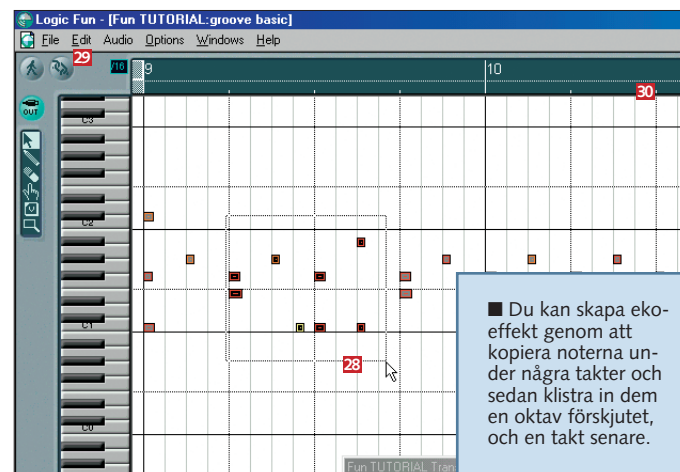 Logic Fun - [Fun TUTORIAL:groove basic]
File Edit Audio Options Windows Help
29
/16
9
10
30
OUT
C3
C2
C1
28
C0
Fun TUTORIAL Tran
■ Du kan skapa eko-
effekt genom att
kopiera noterna un-
der några takter och
sedan klistra in dem
en oktav förskjutet,
och en takt senare.